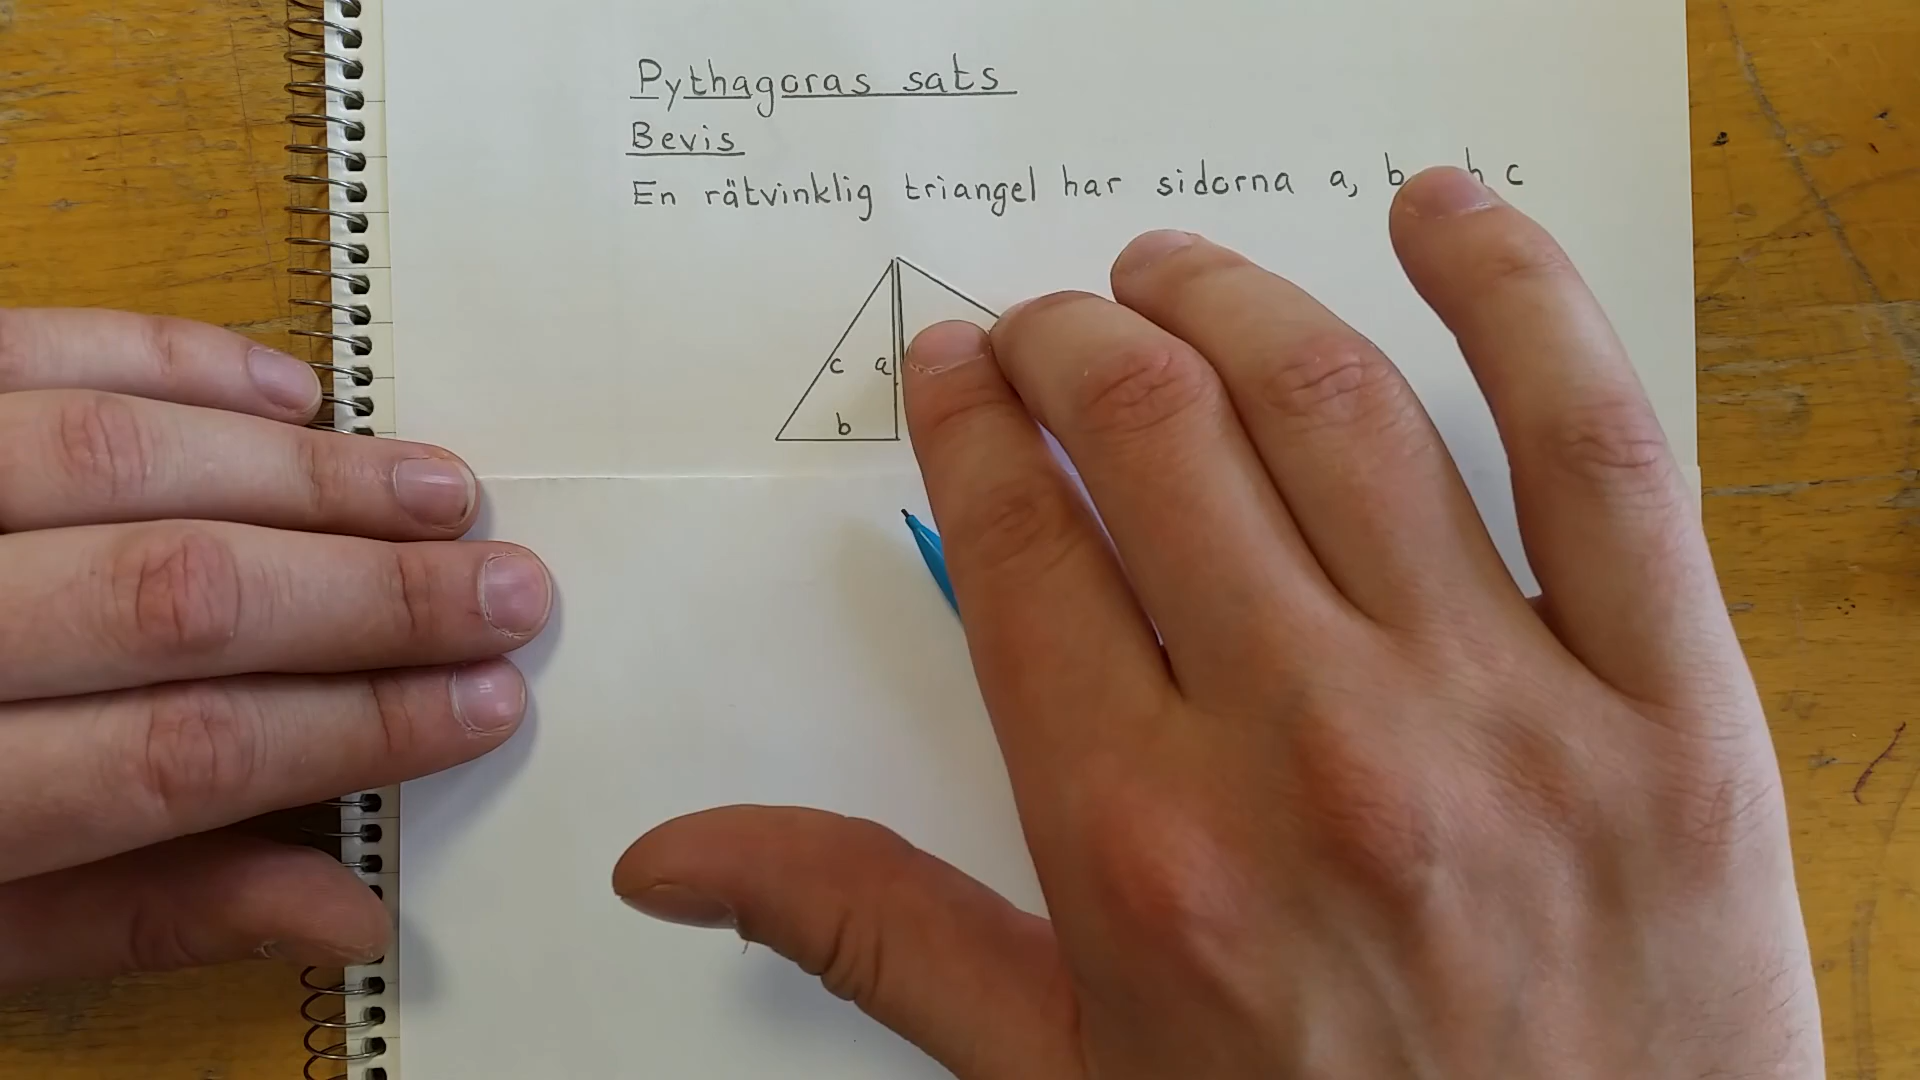 Pythagoras sats
Bevis
En rätvinklig triangel har sidorna a, b c
c a
b